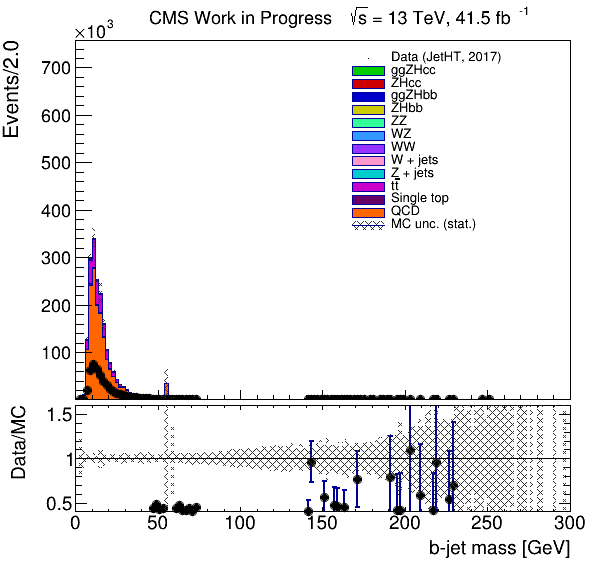 CMS Work in Progress √s = 13 TeV, 41.5 fb⁻¹
×10³
Events/2.0
700
600
500
400
300
200
100
Data (JetHT, 2017)
ggZHcc
ZHcc
ggZHbb
ZHbb
ZZ
WZ
WW
W + jets
Z + jets
tt̅
Single top
QCD
MC unc. (stat.)
Data/MC
1.5
1
0.5
0 50 100 150 200 250 300
b-jet mass [GeV]